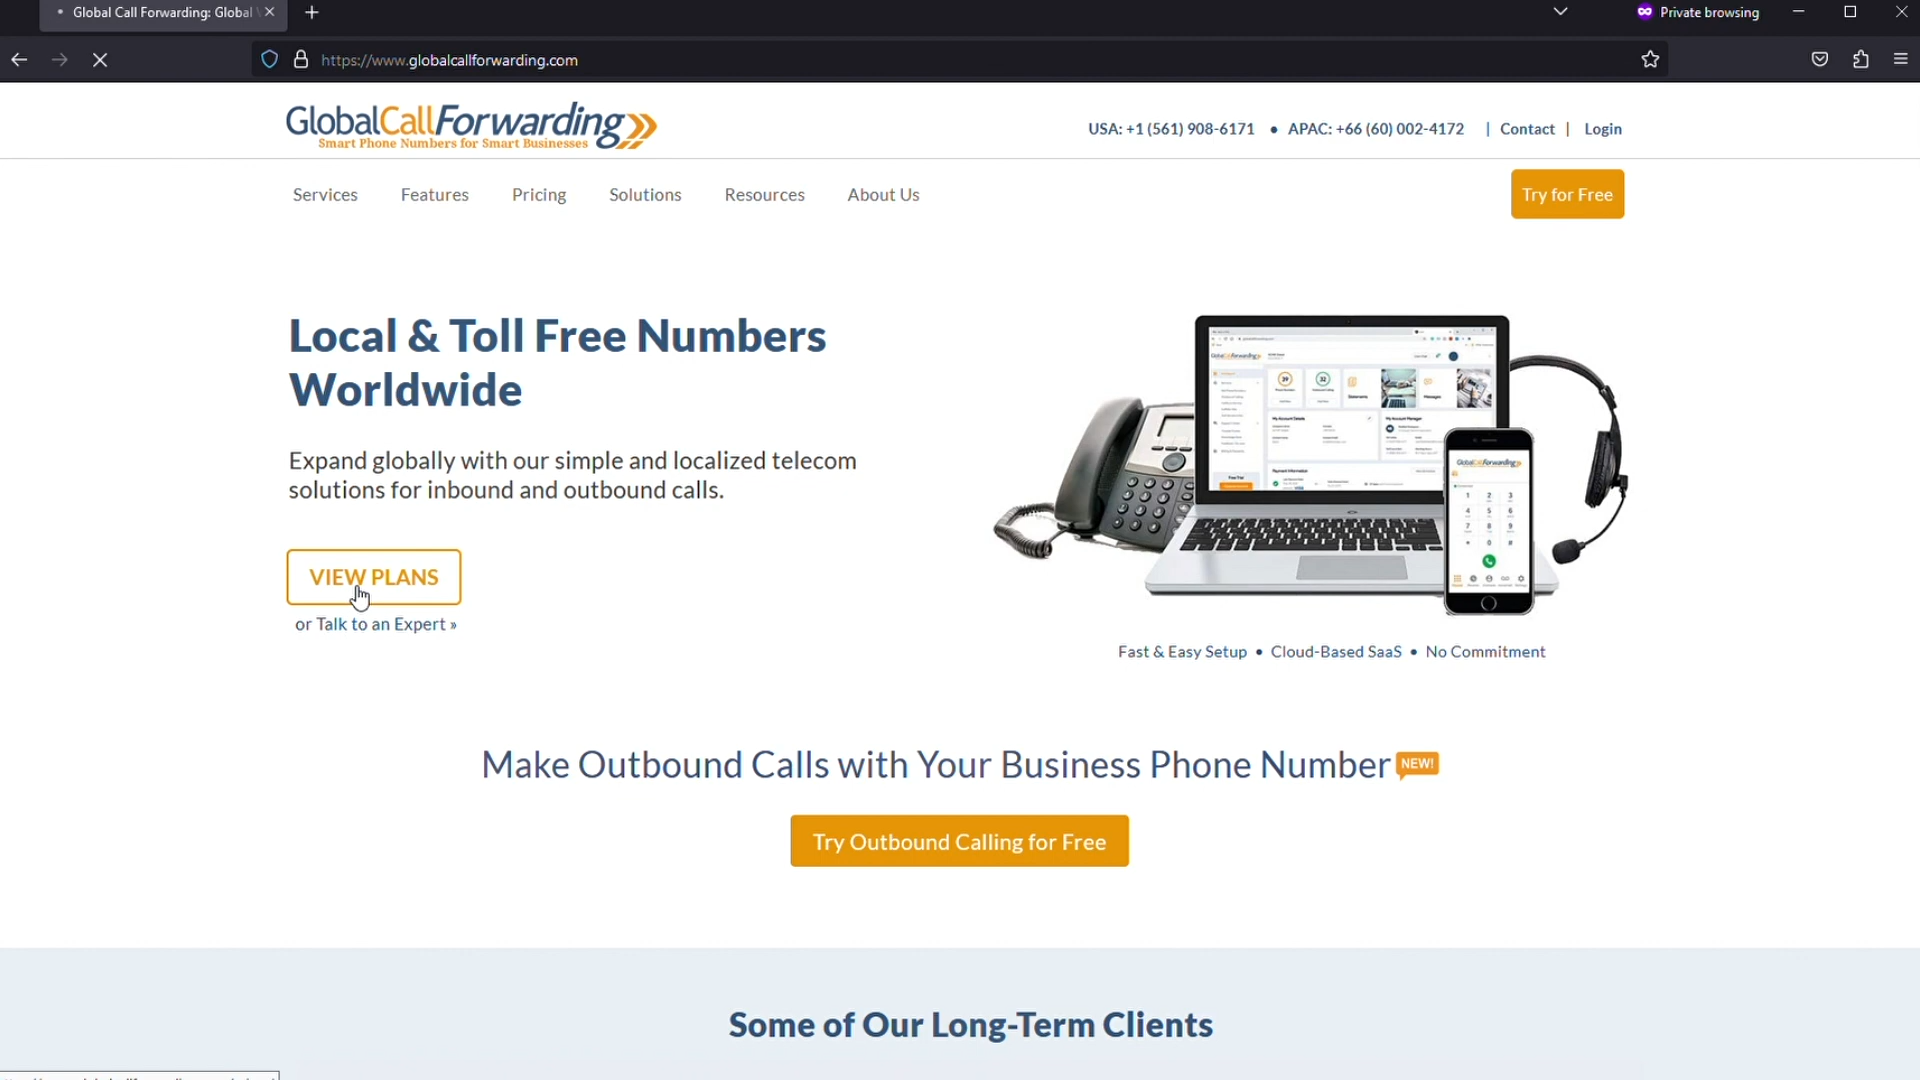 Global Call Forwarding: Global
Private browsing
https://www.globalcallforwarding.com
GlobalCallForwarding
Smart Phone Numbers for Smart Businesses
USA: +1 (561) 908-6171 • APAC: +66 (60) 002-4172 | Contact | Login
Services Features Pricing Solutions Resources About Us
Try for Free
Local & Toll Free Numbers
Worldwide
Expand globally with our simple and localized telecom
solutions for inbound and outbound calls.
VIEW PLANS
or Talk to an Expert »
Fast & Easy Setup • Cloud-Based SaaS • No Commitment
Make Outbound Calls with Your Business Phone Number NEW!
Try Outbound Calling for Free
Some of Our Long-Term Clients